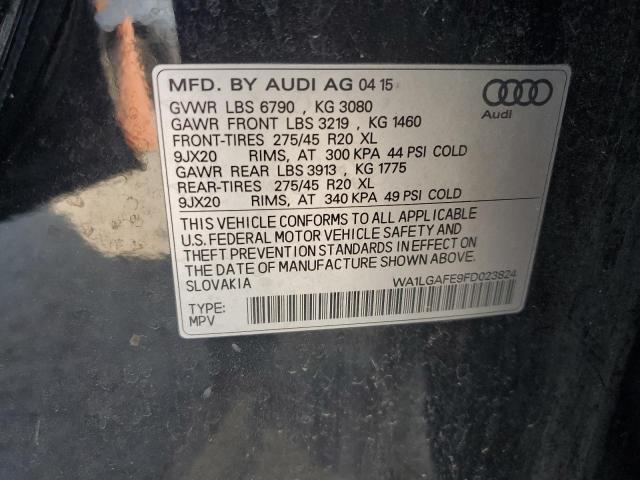 MFD. BY AUDI AG 04 15
GVWR LBS 6790 , KG 3080
GAWR FRONT LBS 3219 , KG 1460
FRONT-TIRES 275/45 R20 XL
9JX20 RIMS, AT 300 KPA 44 PSI COLD
GAWR REAR LBS 3913 , KG 1775
REAR-TIRES 275/45 R20 XL
9JX20 RIMS, AT 340 KPA 49 PSI COLD
Audi
THIS VEHICLE CONFORMS TO ALL APPLICABLE
U.S. FEDERAL MOTOR VEHICLE SAFETY AND
THEFT PREVENTION STANDARDS IN EFFECT ON
THE DATE OF MANUFACTURE SHOWN ABOVE.
SLOVAKIA
WA1LGAFE9FD023824
TYPE:
MPV